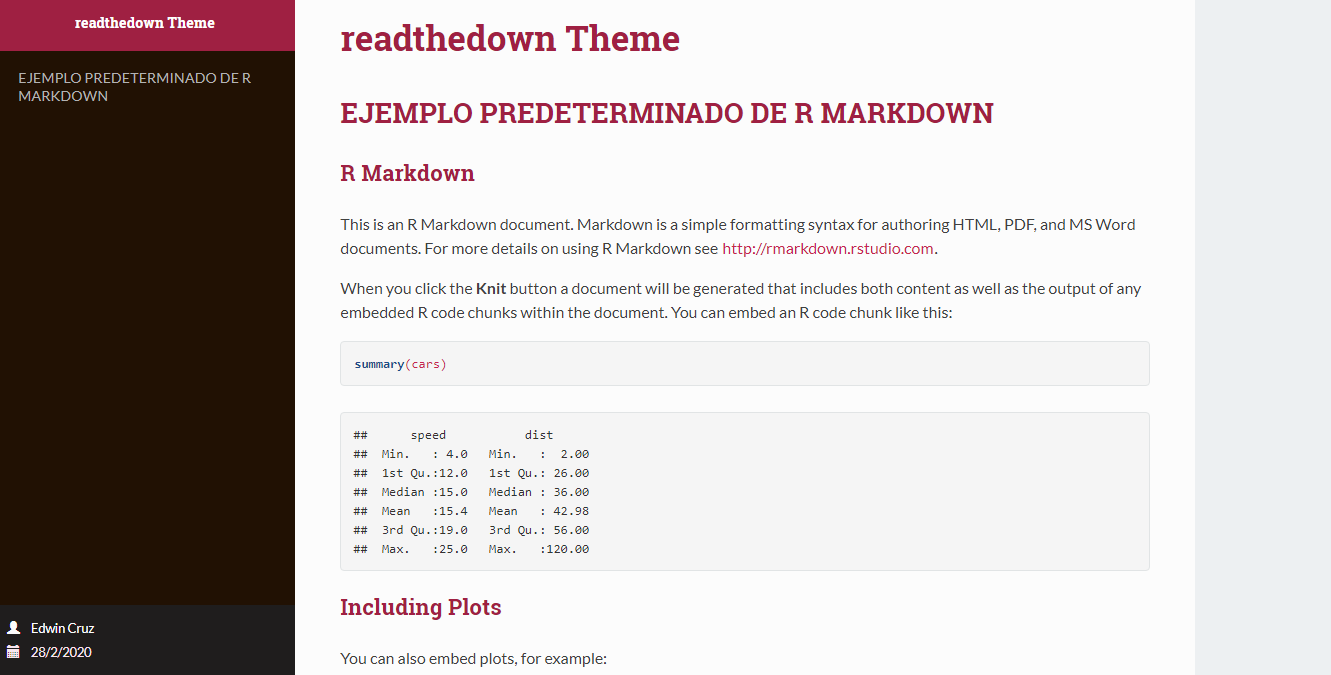 readthedown Theme
EJEMPLO PREDETERMINADO DE R
MARKDOWN
Edwin Cruz
28/2/2020
readthedown Theme
EJEMPLO PREDETERMINADO DE R MARKDOWN
R Markdown
This is an R Markdown document. Markdown is a simple formatting syntax for authoring HTML, PDF, and MS Word
documents. For more details on using R Markdown see http://rmarkdown.rstudio.com.
When you click the Knit button a document will be generated that includes both content as well as the output of any
embedded R code chunks within the document. You can embed an R code chunk like this:
summary(cars)
##      speed           dist
##  Min.   : 4.0   Min.   :  2.00
##  1st Qu.:12.0   1st Qu.: 26.00
##  Median :15.0   Median : 36.00
##  Mean   :15.4   Mean   : 42.98
##  3rd Qu.:19.0   3rd Qu.: 56.00
##  Max.   :25.0   Max.   :120.00
Including Plots
You can also embed plots, for example: